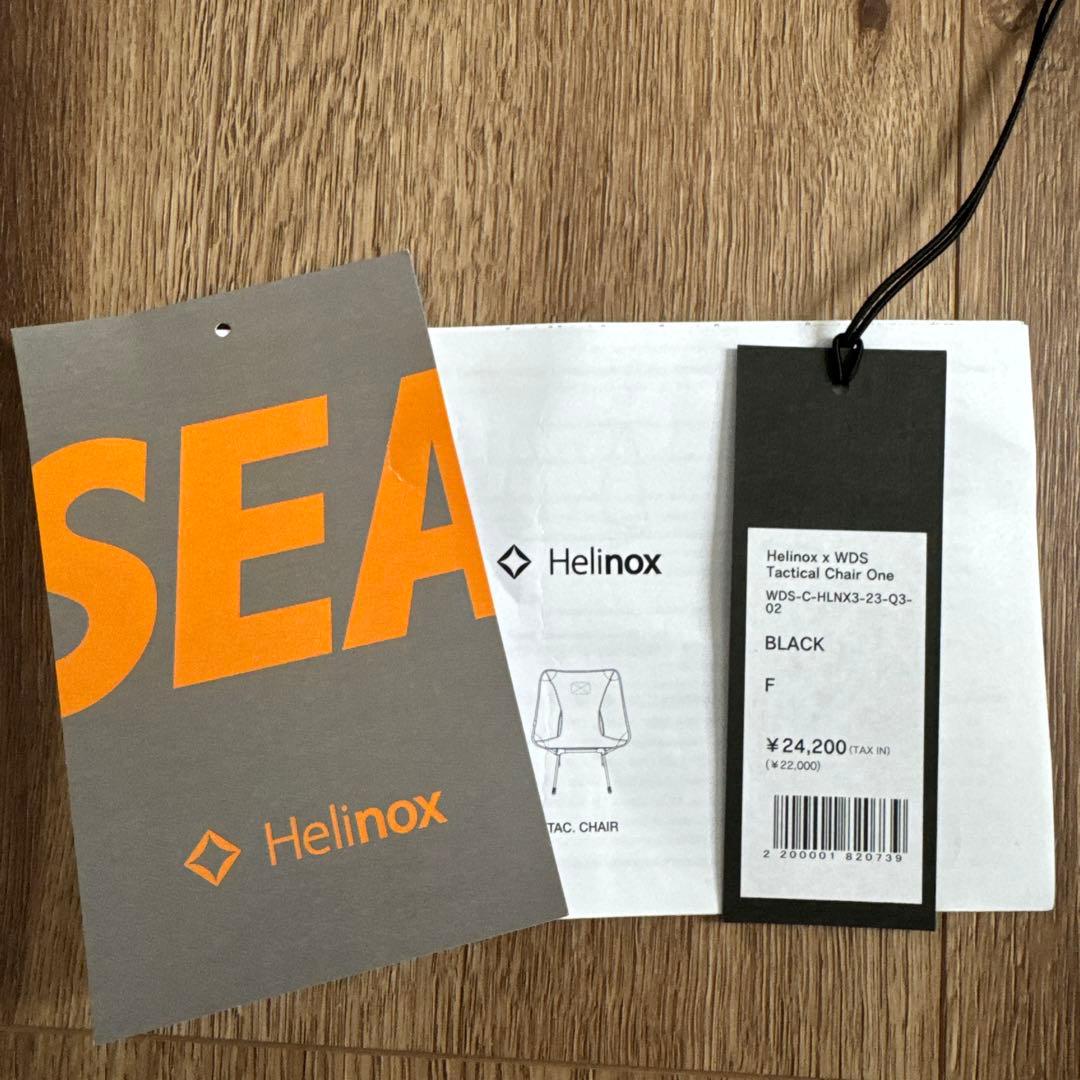 SEA
Helinox
Helinox
TAC. CHAIR
Helinox x WDS
Tactical Chair One
WDS-C-HLNX3-23-Q3-
02
BLACK
F
¥24,200 (TAX IN)
(¥22,000)
2 200001 820739